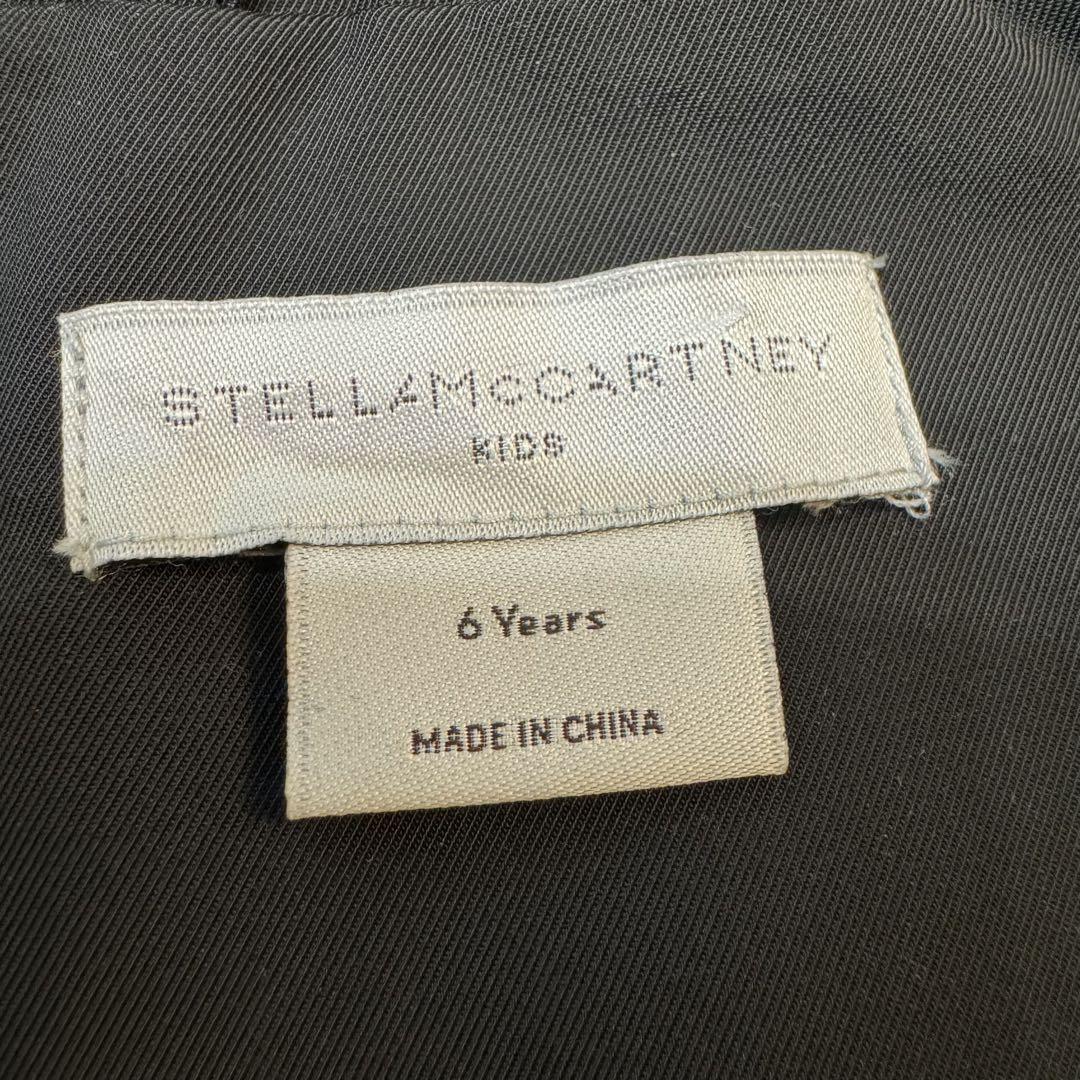 STELLAMcCARTNEY
KIDS
6 Years
MADE IN CHINA